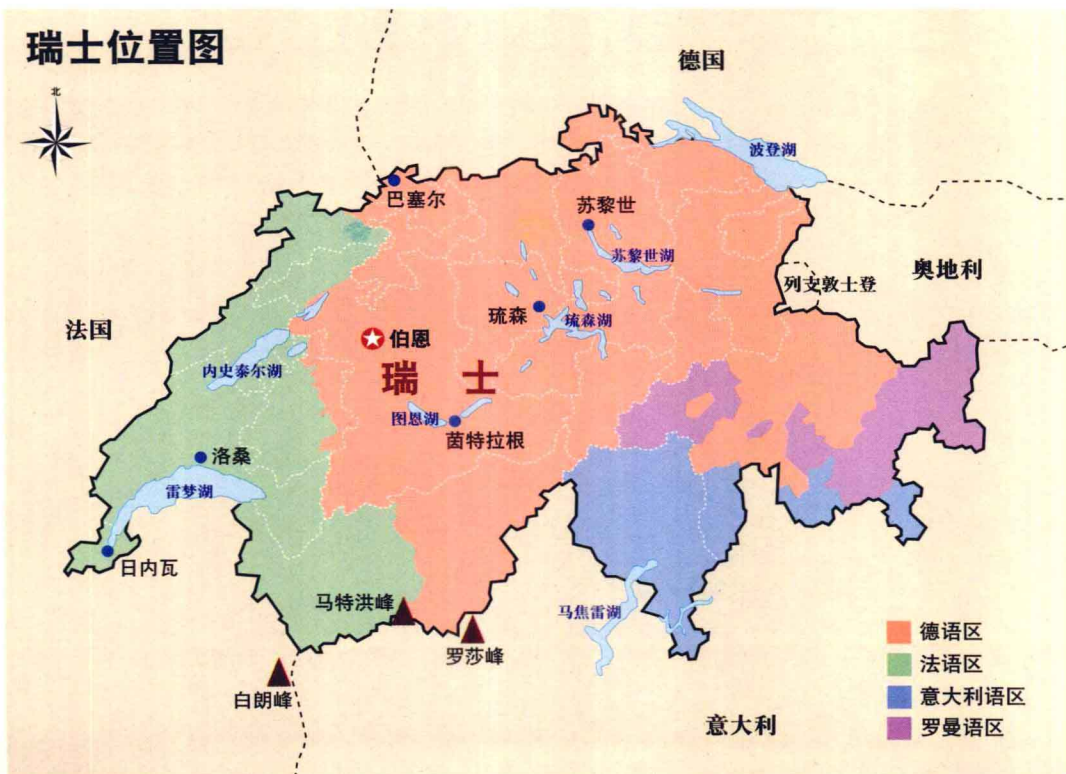 瑞士位置图
北
德国
波登湖
巴塞尔
苏黎世
苏黎世湖
奥地利
列支敦士登
法国
琉森
琉森湖
伯恩
内史泰尔湖
瑞士
图恩湖
茵特拉根
洛桑
雷梦湖
日内瓦
马特洪峰
马焦雷湖
罗莎峰
白朗峰
意大利
德语区
法语区
意大利语区
罗曼语区